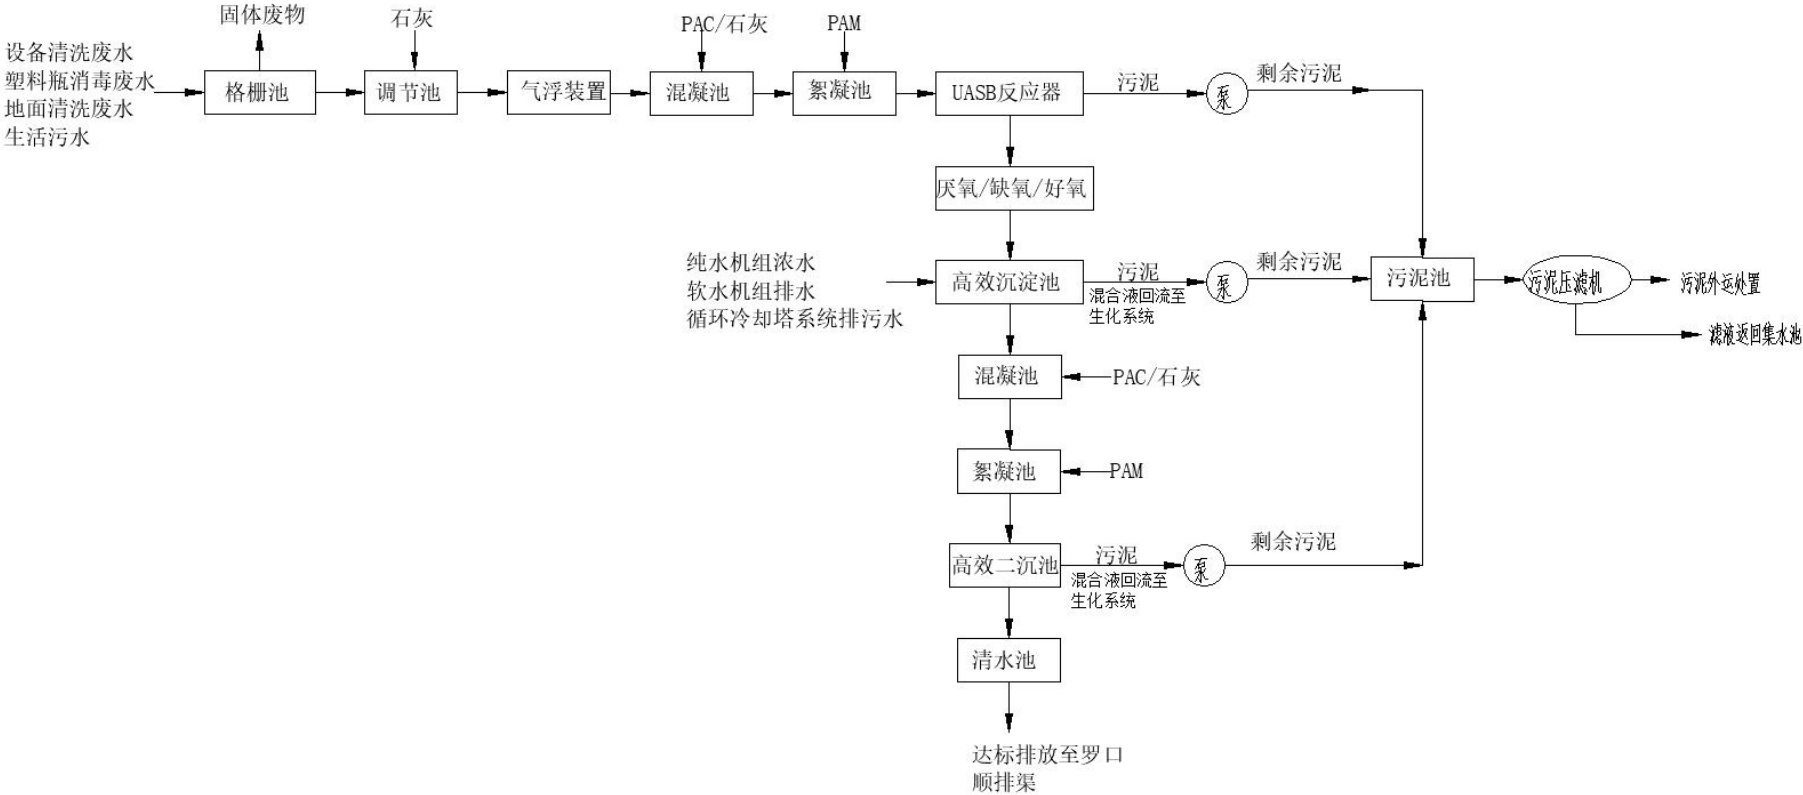 固体废物
石灰
PAC/石灰
PAM
设备清洗废水
塑料瓶消毒废水
地面清洗废水
生活污水
格栅池
调节池
气浮装置
混凝池
絮凝池
UASB反应器
污泥
泵
剩余污泥
厌氧/缺氧/好氧
纯水机组浓水
软水机组排水
循环冷却塔系统排污水
高效沉淀池
污泥
混合液回流至
生化系统
泵
剩余污泥
污泥池
污泥压滤机
污泥外运处置
滤液返回集水池
混凝池
PAC/石灰
絮凝池
PAM
高效二沉池
污泥
混合液回流至
生化系统
泵
剩余污泥
清水池
达标排放至罗口
顺排渠